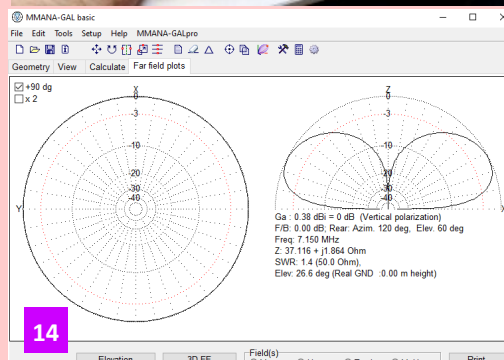 MMANA-GAL basic
File Edit Tools Setup Help MMANA-GALpro
Geometry View Calculate Far field plots
+90 dg
x 2
X
0
-3
-10
-20
-30
-40
Y
Z
0
-3
-10
-20
-30
-40
X
Ga : 0.38 dBi = 0 dB (Vertical polarization)
F/B: 0.00 dB; Rear: Azim. 120 deg, Elev. 60 deg
Freq: 7.150 MHz
Z: 37.116 + j1.864 Ohm
SWR: 1.4 (50.0 Ohm),
Elev: 26.6 deg (Real GND :0.00 m height)
14
Elevation 3D FF Field(s) Print